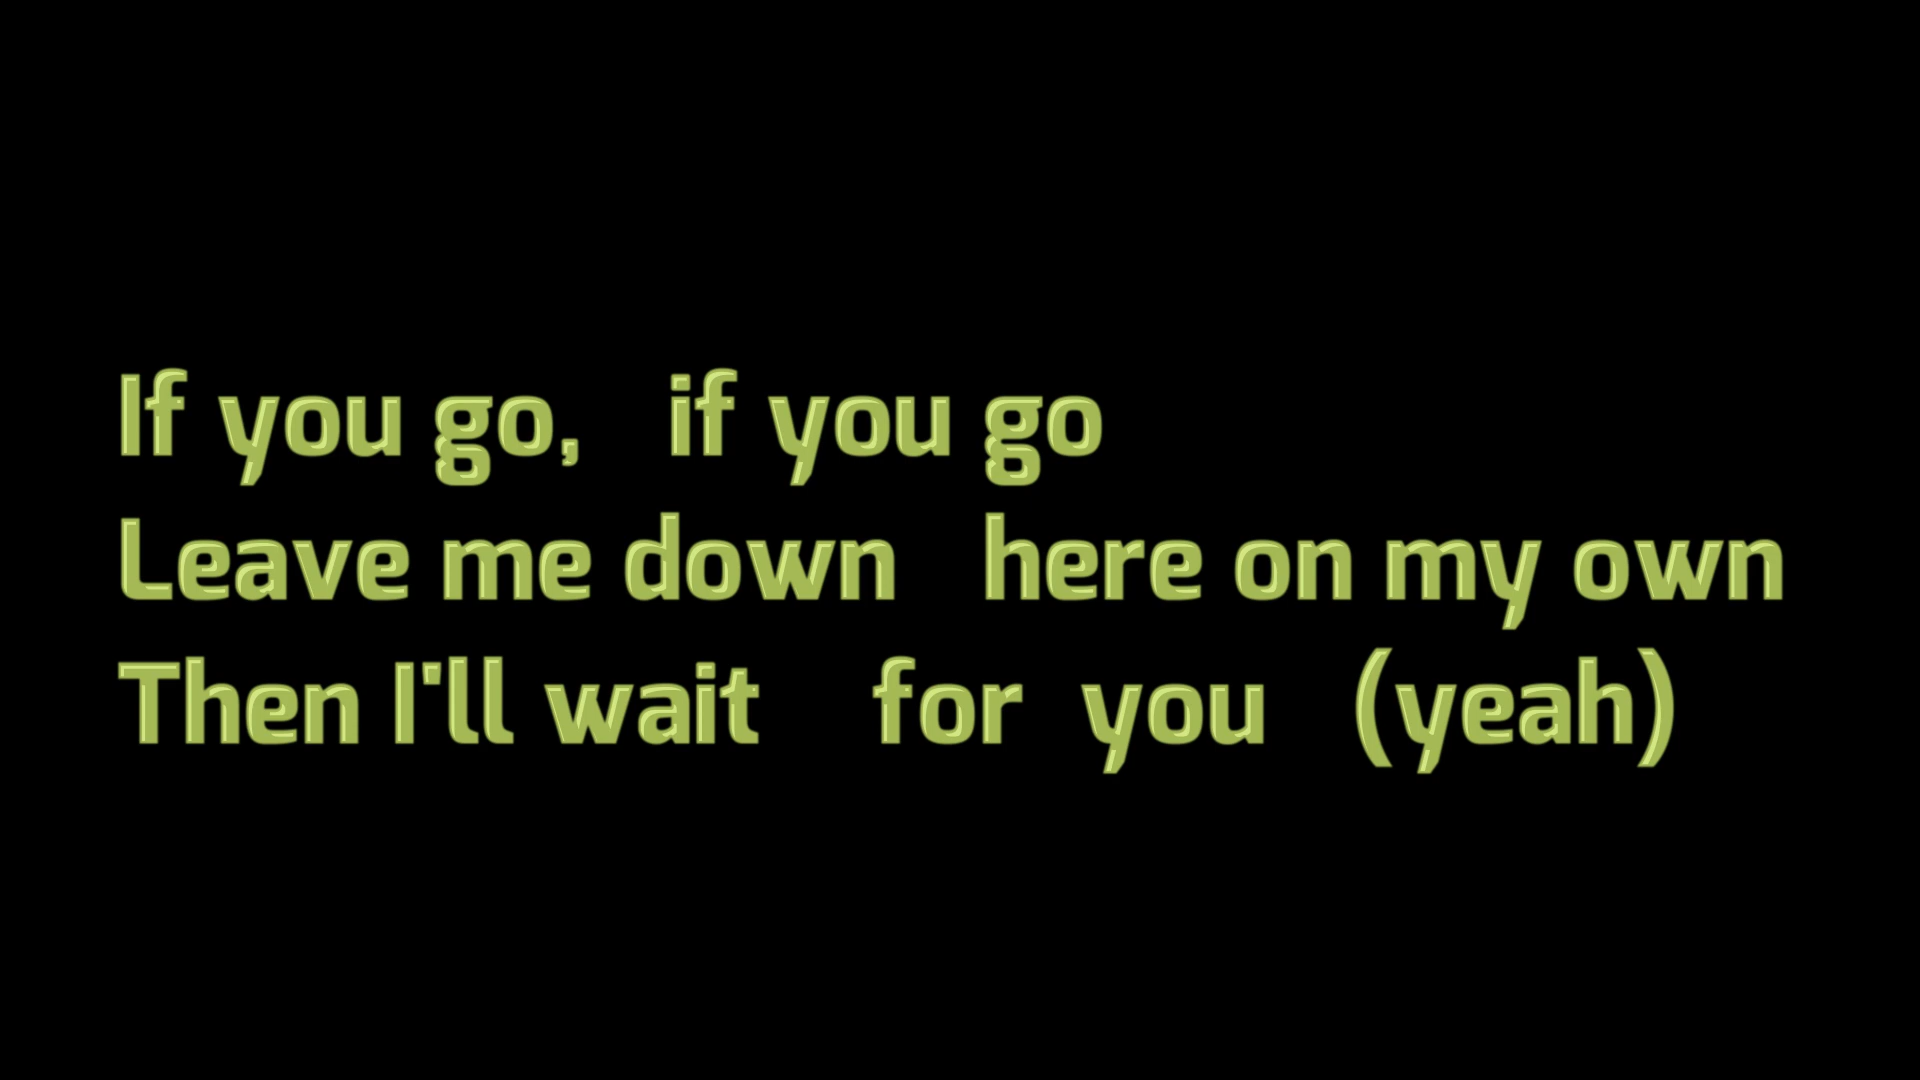 If you go, if you go
Leave me down here on my own
Then I'll wait for you (yeah)